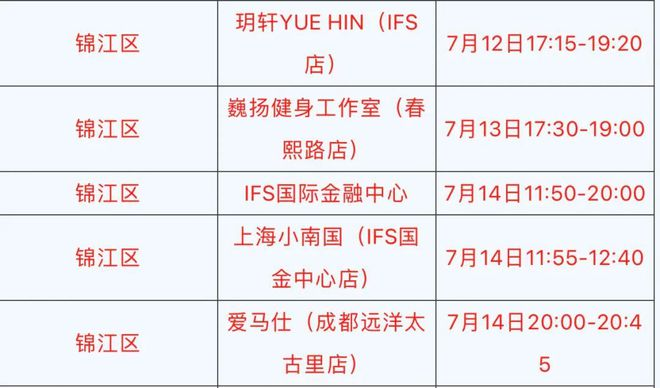 锦江区
玥轩YUE HIN（IFS
店）
7月12日17:15-19:20
锦江区
巍扬健身工作室（春
熙路店）
7月13日17:30-19:00
锦江区
IFS国际金融中心
7月14日11:50-20:00
锦江区
上海小南国（IFS国
金中心店）
7月14日11:55-12:40
锦江区
爱马仕（成都远洋太
古里店）
7月14日20:00-20:4
5